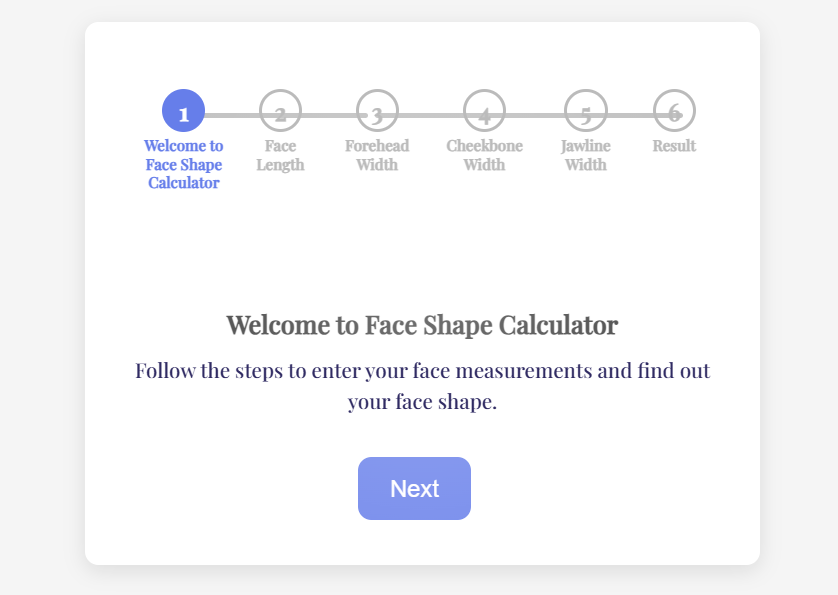 1 2 3 4 5 6
Welcome to Face Shape Calculator
Face Length
Forehead Width
Cheekbone Width
Jawline Width
Result
Welcome to Face Shape Calculator
Follow the steps to enter your face measurements and find out
your face shape.
Next